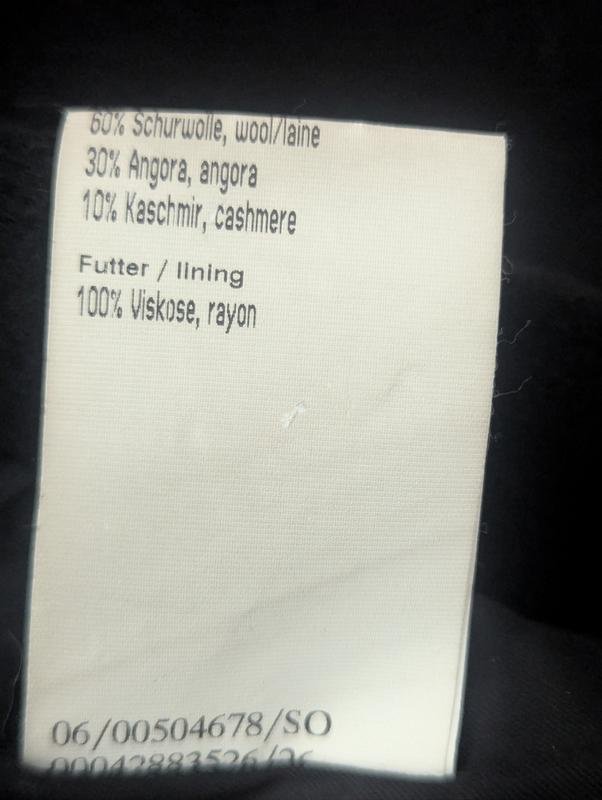 60% Schurwolle, wool/laine
30% Angora, angora
10% Kaschmir, cashmere
Futter / lining
100% Viskose, rayon
06/00504678/SO